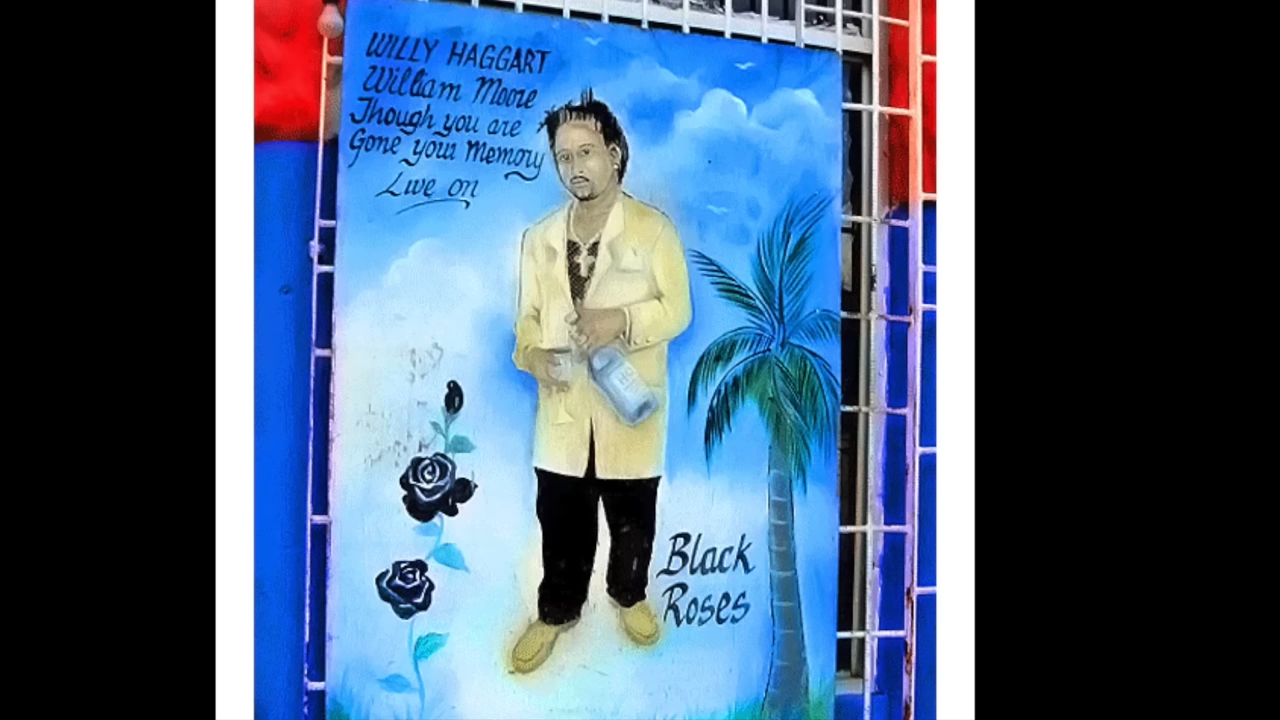 WILLY HAGGART
William Moore
Though you are
Gone your Memory
Live on
Black
Roses